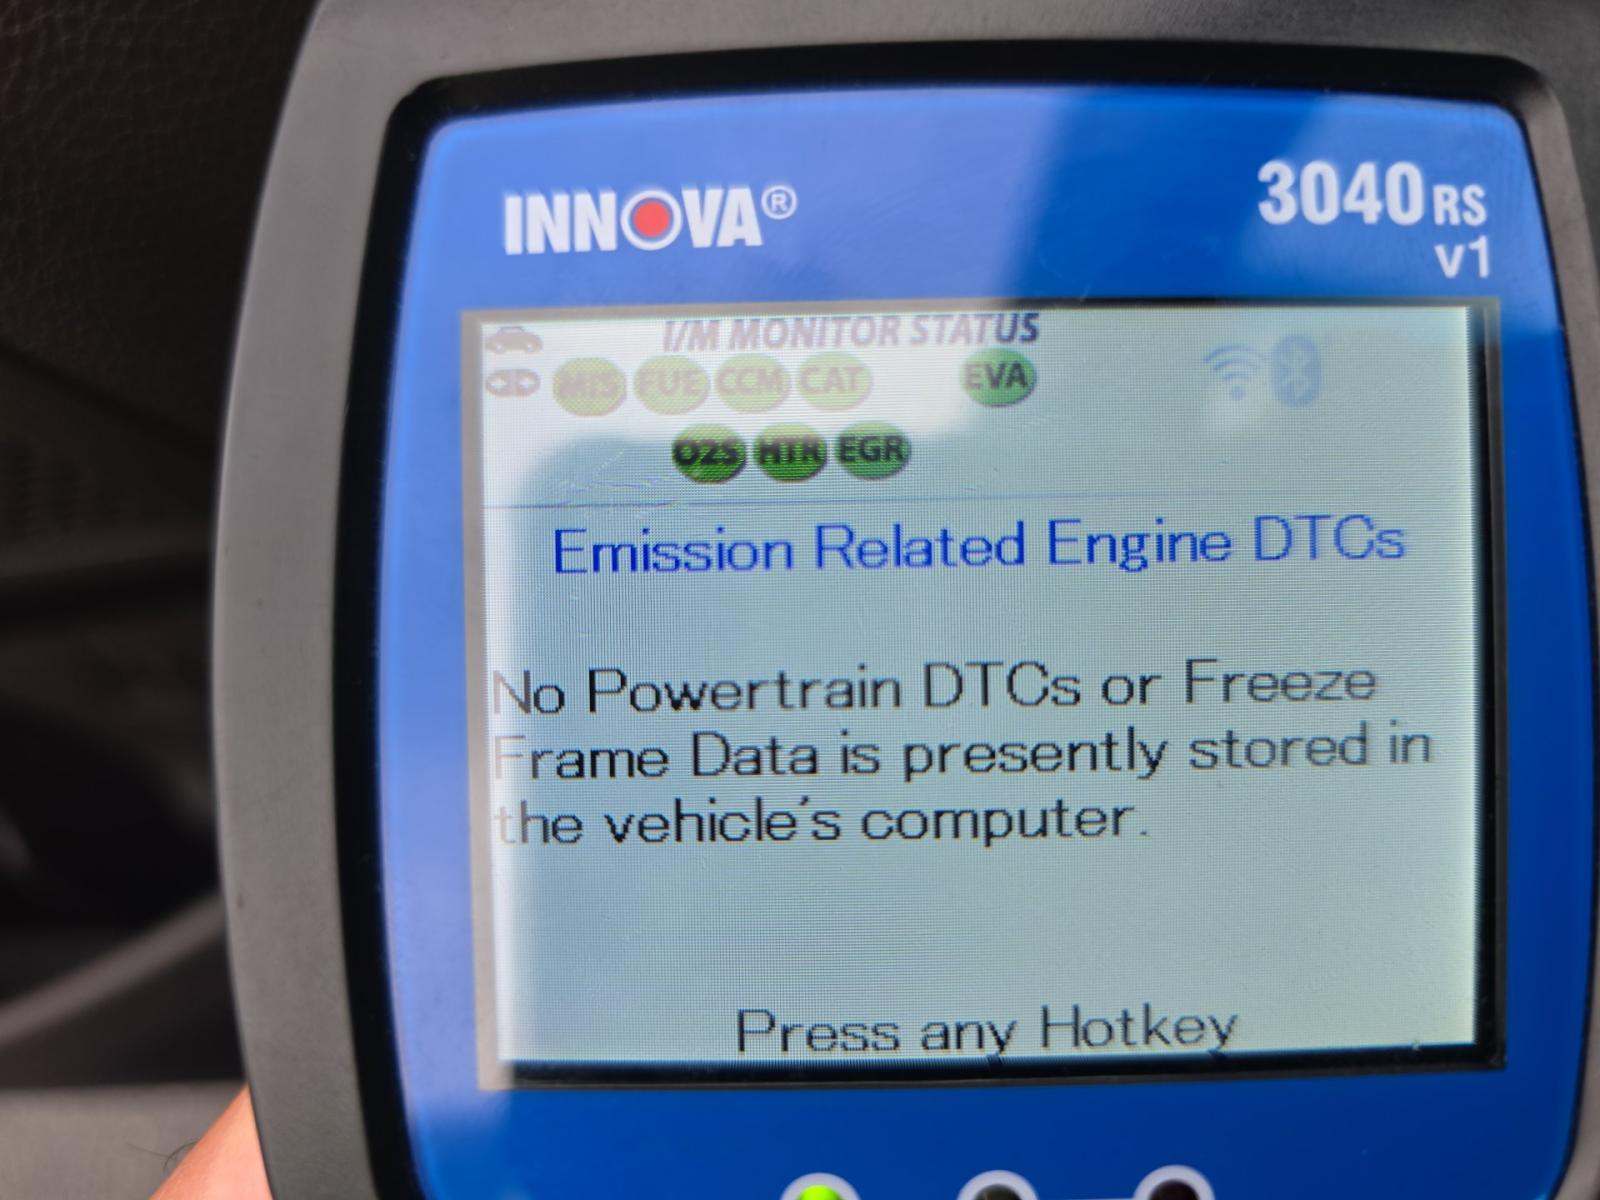 INNOVA®
3040RS
v1
I/M MONITOR STATUS
MIS FUE CCM CAT EVA
O2S HTR EGR
Emission Related Engine DTCs
No Powertrain DTCs or Freeze
Frame Data is presently stored in
the vehicle's computer.
Press any Hotkey